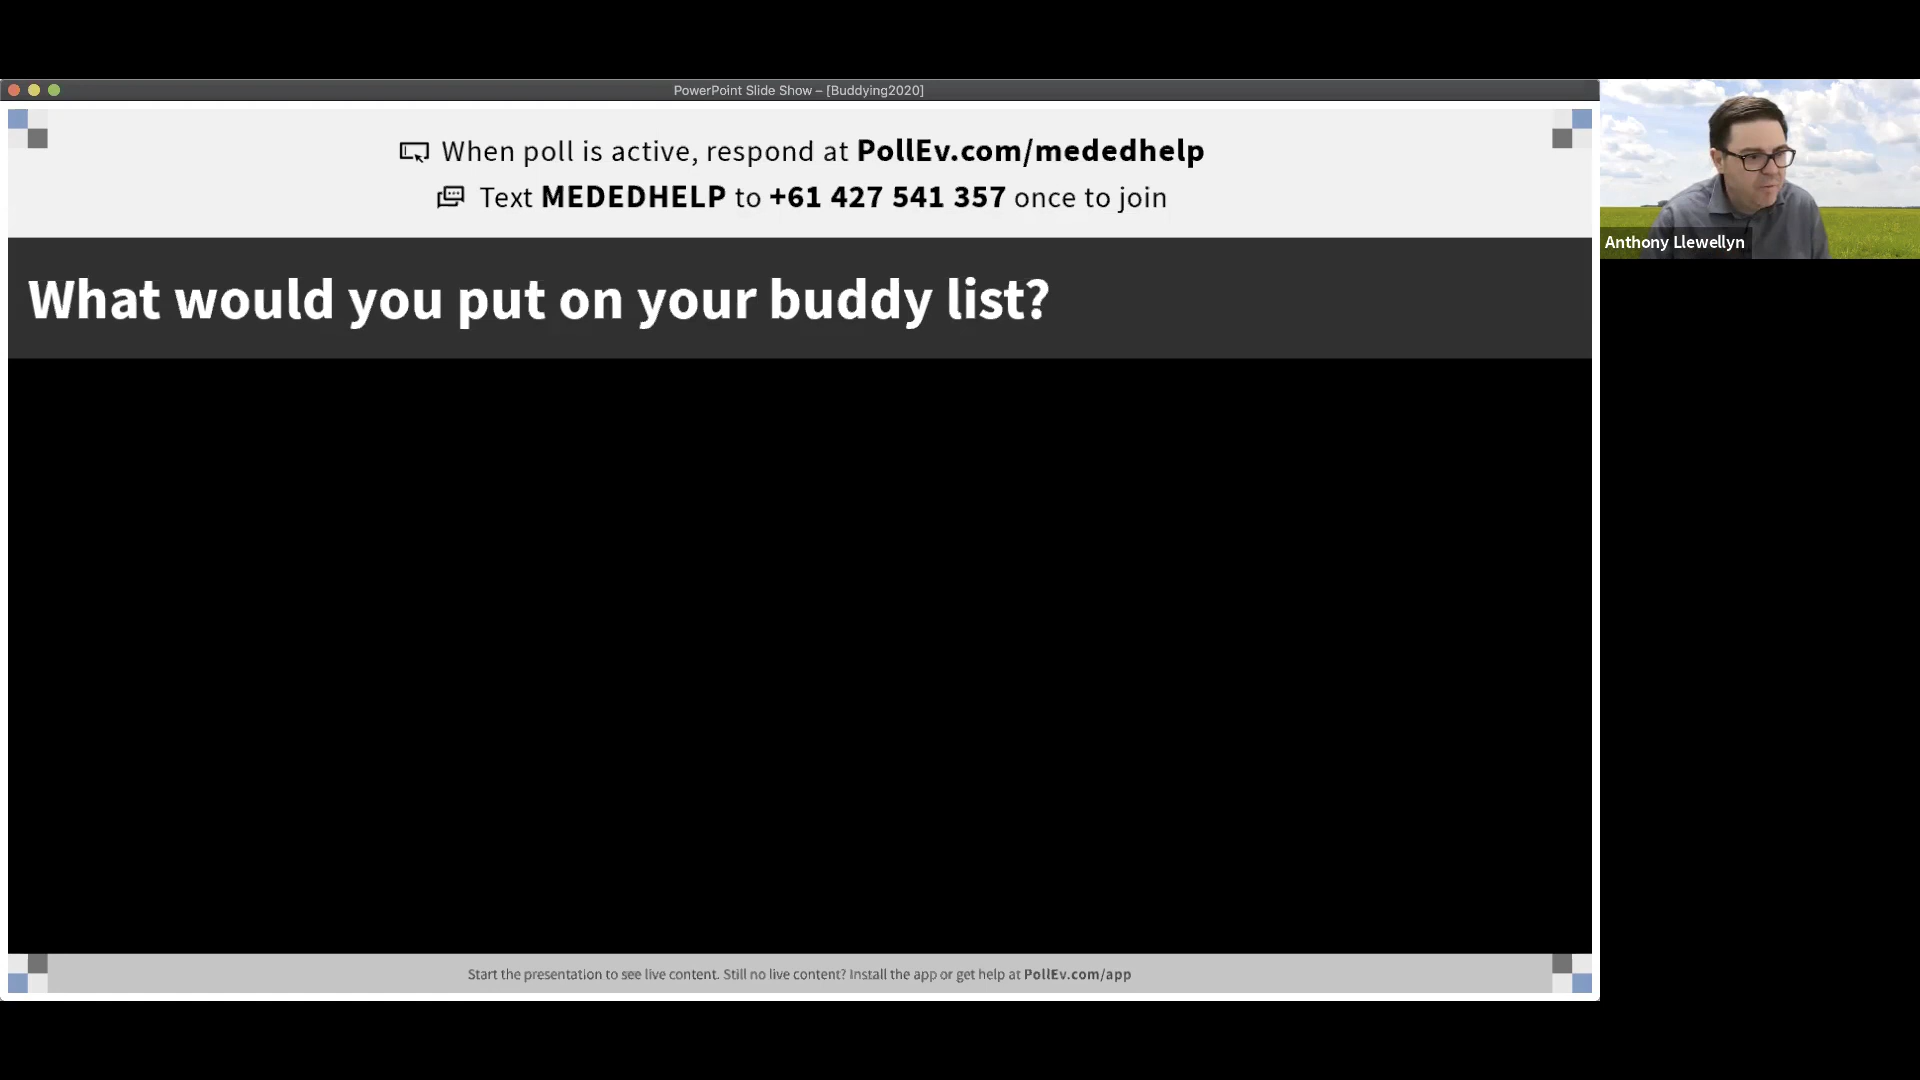 PowerPoint Slide Show – [Buddying2020]
When poll is active, respond at PollEv.com/mededhelp
Text MEDEDHELP to +61 427 541 357 once to join
What would you put on your buddy list?
Anthony Llewellyn
Start the presentation to see live content. Still no live content? Install the app or get help at PollEv.com/app